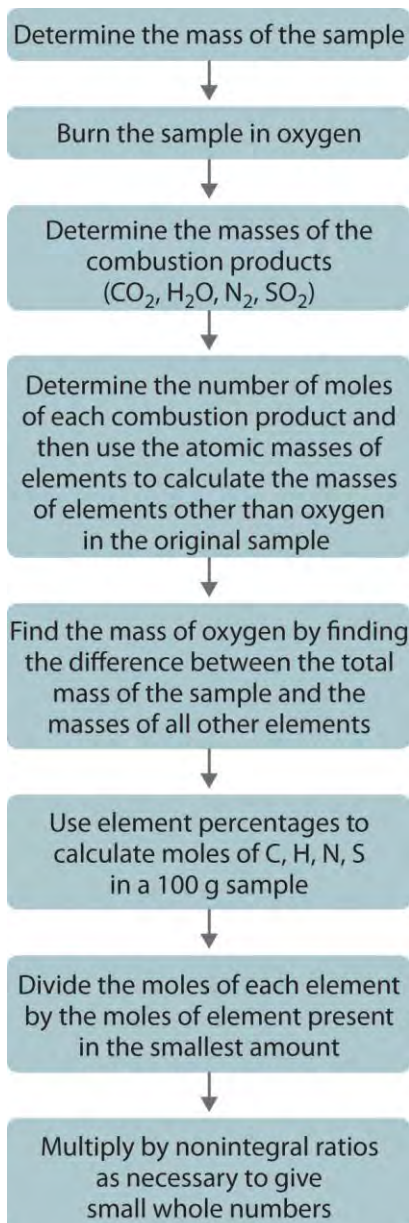 Determine the mass of the sample
Burn the sample in oxygen
Determine the masses of the
combustion products
(CO₂, H₂O, N₂, SO₂)
Determine the number of moles
of each combustion product and
then use the atomic masses of
elements to calculate the masses
of elements other than oxygen
in the original sample
Find the mass of oxygen by finding
the difference between the total
mass of the sample and the
masses of all other elements
Use element percentages to
calculate moles of C, H, N, S
in a 100 g sample
Divide the moles of each element
by the moles of element present
in the smallest amount
Multiply by nonintegral ratios
as necessary to give
small whole numbers